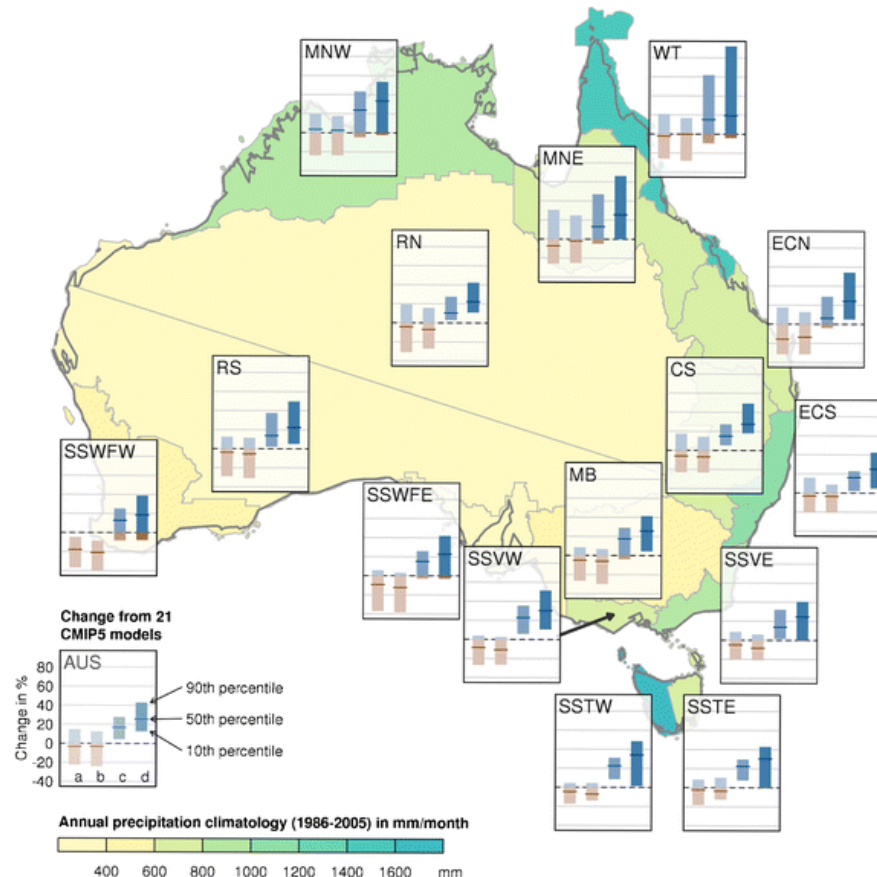 MNW
WT
MNE
RN
ECN
RS
CS
ECS
SSWFW
MB
SSWFE
SSVW
SSVE
Change from 21
CMIP5 models
AUS
80
60
40
20
0
-20
-40
Change in %
a b c d
90th percentile
50th percentile
10th percentile
SSTW
SSTE
Annual precipitation climatology (1986-2005) in mm/month
400 600 800 1000 1200 1400 1600 mm